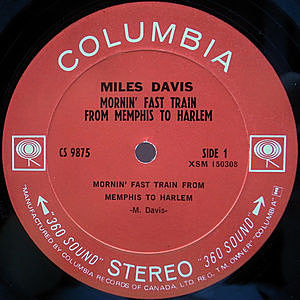 COLUMBIA
MILES DAVIS
MORNIN' FAST TRAIN
FROM MEMPHIS TO HARLEM
CS 9875
SIDE 1
XSM 150308
MORNIN' FAST TRAIN FROM
MEMPHIS TO HARLEM
-M. Davis-
"360 SOUND" STEREO "360 SOUND"
MANUFACTURED BY COLUMBIA RECORDS OF CANADA, LTD. REG. T.M. OWNER "C.R.C."